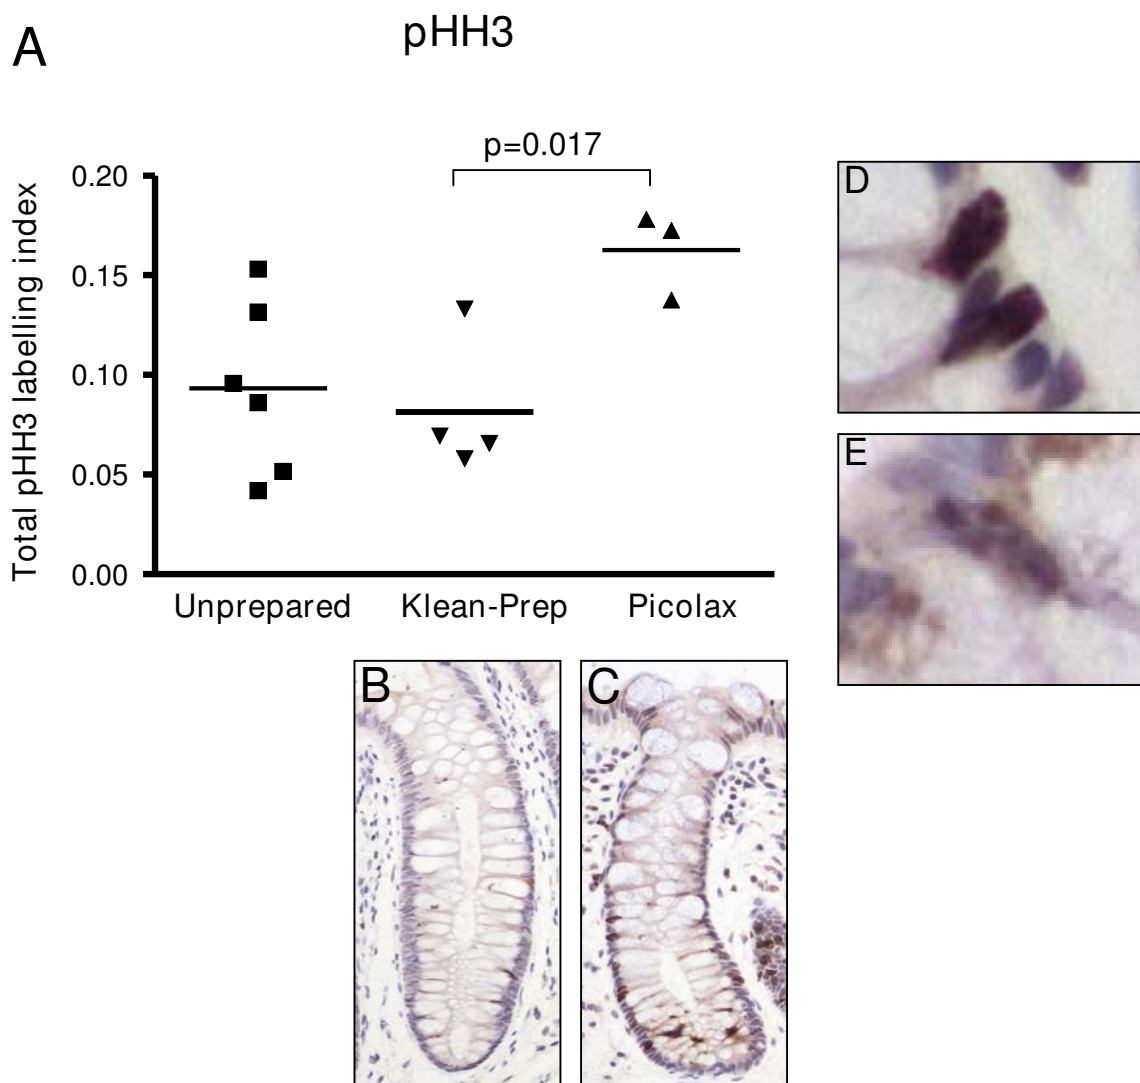 A
pHH3
p=0.017
Total pHH3 labelling index
0.20
0.15
0.10
0.05
0.00
Unprepared Klean-Prep Picolax
B
C
D
E